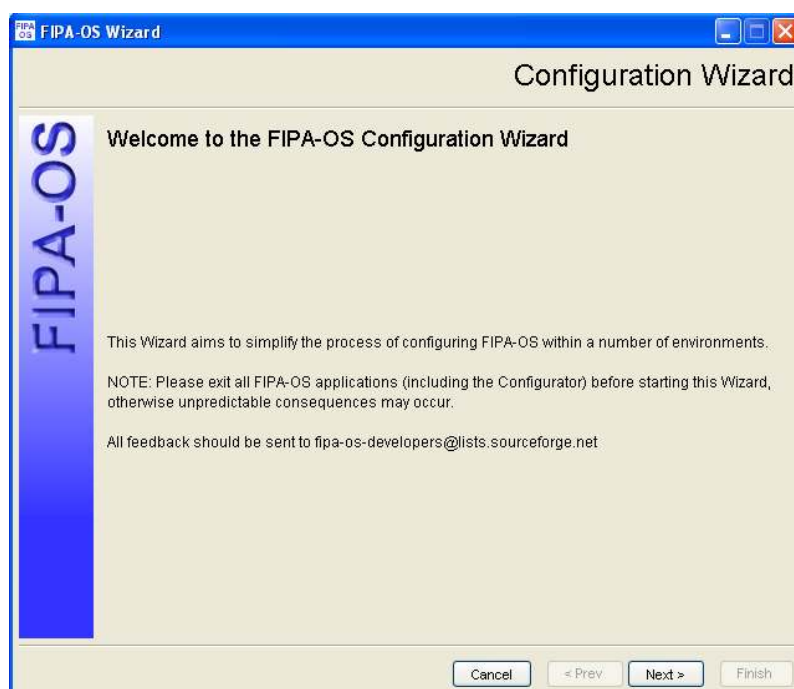 FIPA OS FIPA-OS Wizard
Configuration Wizard
FIPA-OS
Welcome to the FIPA-OS Configuration Wizard
This Wizard aims to simplify the process of configuring FIPA-OS within a number of environments.
NOTE: Please exit all FIPA-OS applications (including the Configurator) before starting this Wizard,
otherwise unpredictable consequences may occur.
All feedback should be sent to fipa-os-developers@lists.sourceforge.net
Cancel < Prev Next > Finish